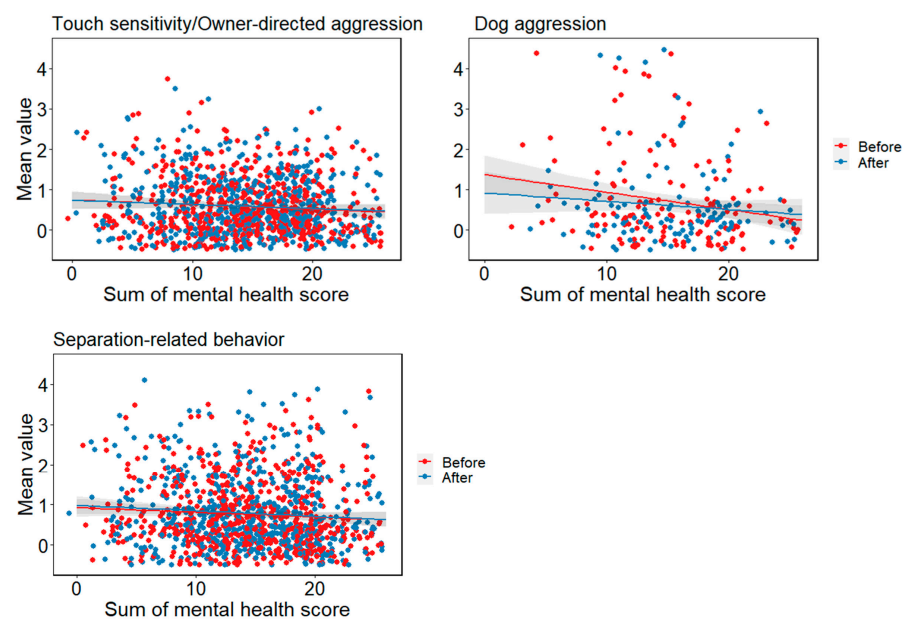 Touch sensitivity/Owner-directed aggression
Mean value
4
3
2
1
0
0 10 20
Sum of mental health score
Dog aggression
4
3
2
1
0
0 10 20
Sum of mental health score
Before
After
Separation-related behavior
Mean value
4
3
2
1
0
0 10 20
Sum of mental health score
Before
After